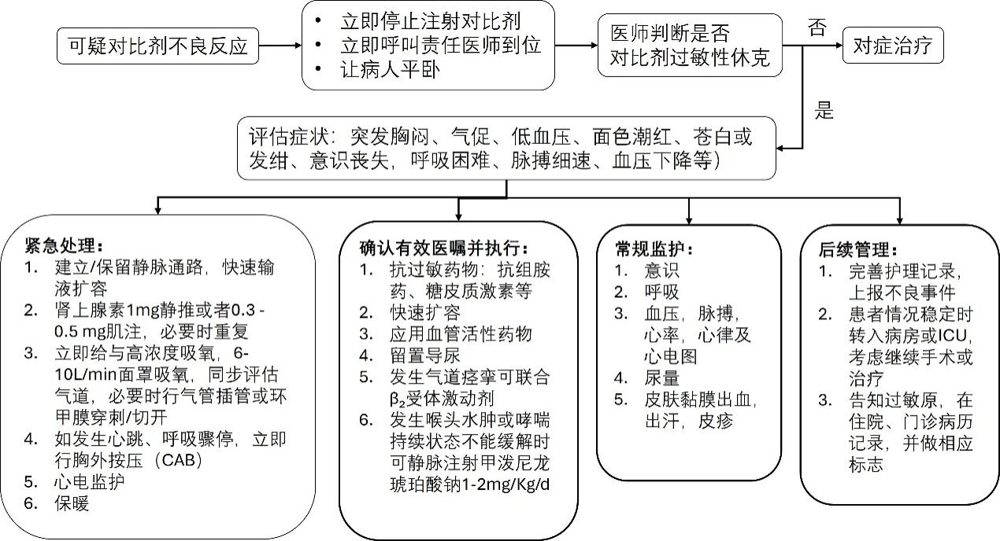 可疑对比剂不良反应
• 立即停止注射对比剂
• 立即呼叫责任医师到位
• 让病人平卧
医师判断是否
对比剂过敏性休克
否
对症治疗
是
评估症状：突发胸闷、气促、低血压、面色潮红、苍白或
发绀、意识丧失，呼吸困难、脉搏细速、血压下降等）
紧急处理：
1. 建立/保留静脉通路，快速输
液扩容
2. 肾上腺素1mg静推或者0.3-
0.5 mg肌注，必要时重复
3. 立即给与高浓度吸氧，6-
10L/min面罩吸氧，同步评估
气道，必要时行气管插管或环
甲膜穿刺/切开
4. 如发生心跳、呼吸骤停，立即
行胸外按压（CAB）
5. 心电监护
6. 保暖
确认有效医嘱并执行：
1. 抗过敏药物：抗组胺
药、糖皮质激素等
2. 快速扩容
3. 应用血管活性药物
4. 留置导尿
5. 发生气道痉挛可联合
β₂受体激动剂
6. 发生喉头水肿或哮喘
持续状态不能缓解时
可静脉注射甲泼尼龙
琥珀酸钠1-2mg/Kg/d
常规监护：
1. 意识
2. 呼吸
3. 血压，脉搏，
心率，心律及
心电图
4. 尿量
5. 皮肤黏膜出血，
出汗，皮疹
后续管理：
1. 完善护理记录，
上报不良事件
2. 患者情况稳定时
转入病房或ICU，
考虑继续手术或
治疗
3. 告知过敏原，在
住院、门诊病历
记录，并做相应
标志